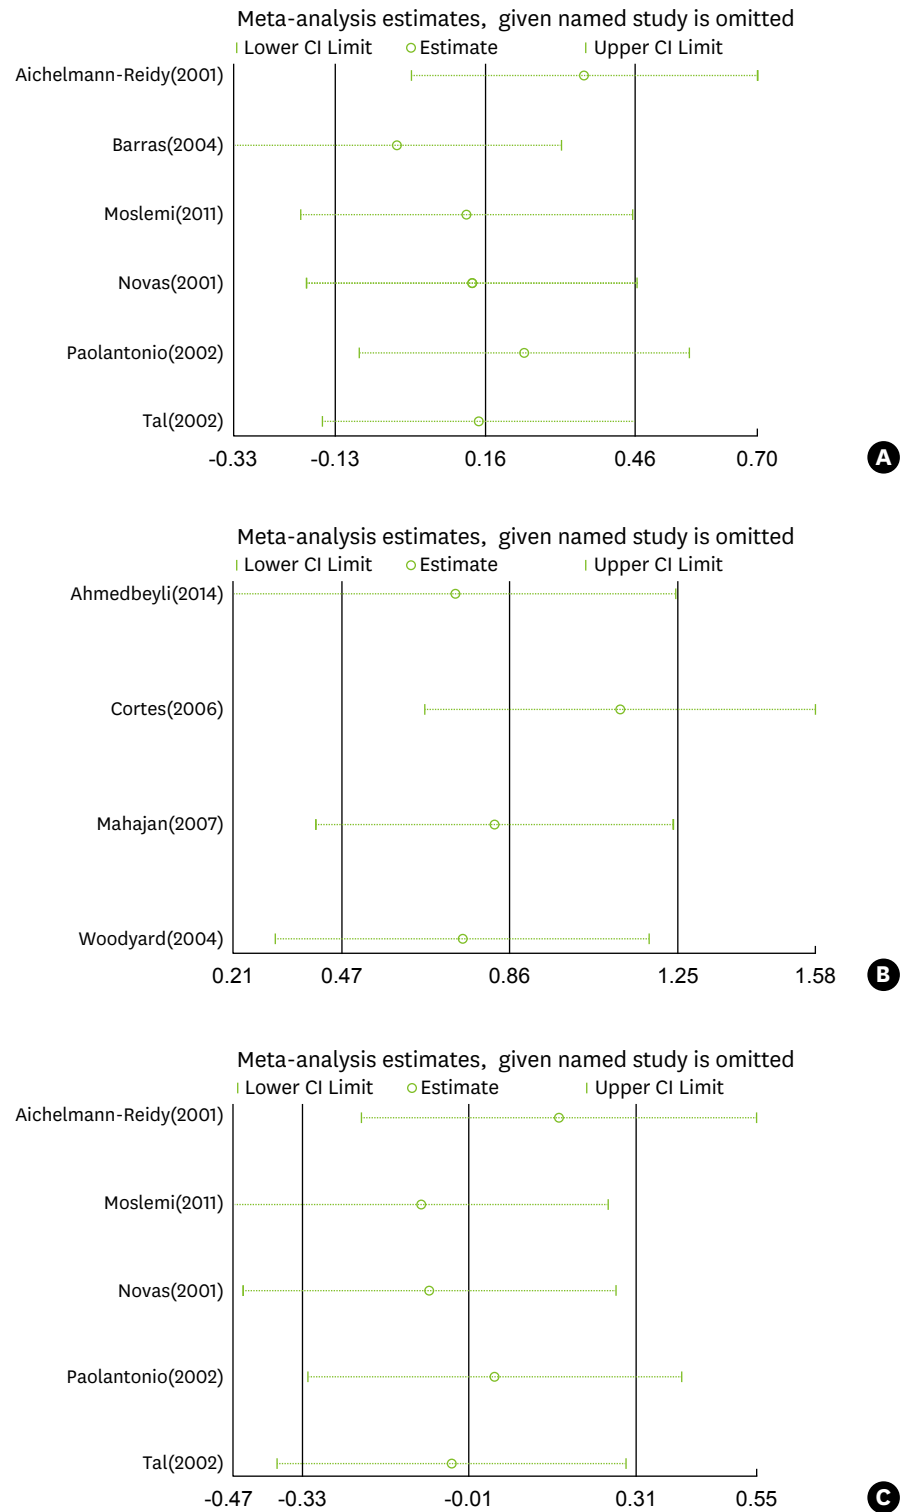 Meta-analysis estimates, given named study is omitted
Lower CI Limit Estimate Upper CI Limit
Aichelmann-Reidy(2001)
Barras(2004)
Moslemi(2011)
Novas(2001)
Paolantonio(2002)
Tal(2002)
-0.33 -0.13 0.16 0.46 0.70
A
Meta-analysis estimates, given named study is omitted
Lower CI Limit Estimate Upper CI Limit
Ahmedbeyli(2014)
Cortes(2006)
Mahajan(2007)
Woodyard(2004)
0.21 0.47 0.86 1.25 1.58
B
Meta-analysis estimates, given named study is omitted
Lower CI Limit Estimate Upper CI Limit
Aichelmann-Reidy(2001)
Moslemi(2011)
Novas(2001)
Paolantonio(2002)
Tal(2002)
-0.47 -0.33 -0.01 0.31 0.55
C